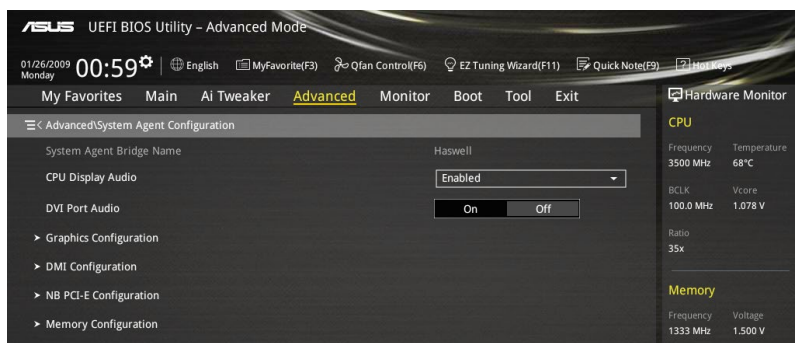 ASUS UEFI BIOS Utility – Advanced Mode
01/26/2009
Monday
00:59
English
MyFavorite(F3)
Qfan Control(F6)
EZ Tuning Wizard(F11)
Quick Note(F9)
? Hot Keys
My Favorites
Main
Ai Tweaker
Advanced
Monitor
Boot
Tool
Exit
Hardware Monitor
< Advanced\System Agent Configuration
System Agent Bridge Name
Haswell
CPU Display Audio
Enabled
DVI Port Audio
On
Off
> Graphics Configuration
> DMI Configuration
> NB PCI-E Configuration
> Memory Configuration
CPU
Frequency Temperature
3500 MHz 68°C
BCLK Vcore
100.0 MHz 1.078 V
Ratio
35x
Memory
Frequency Voltage
1333 MHz 1.500 V